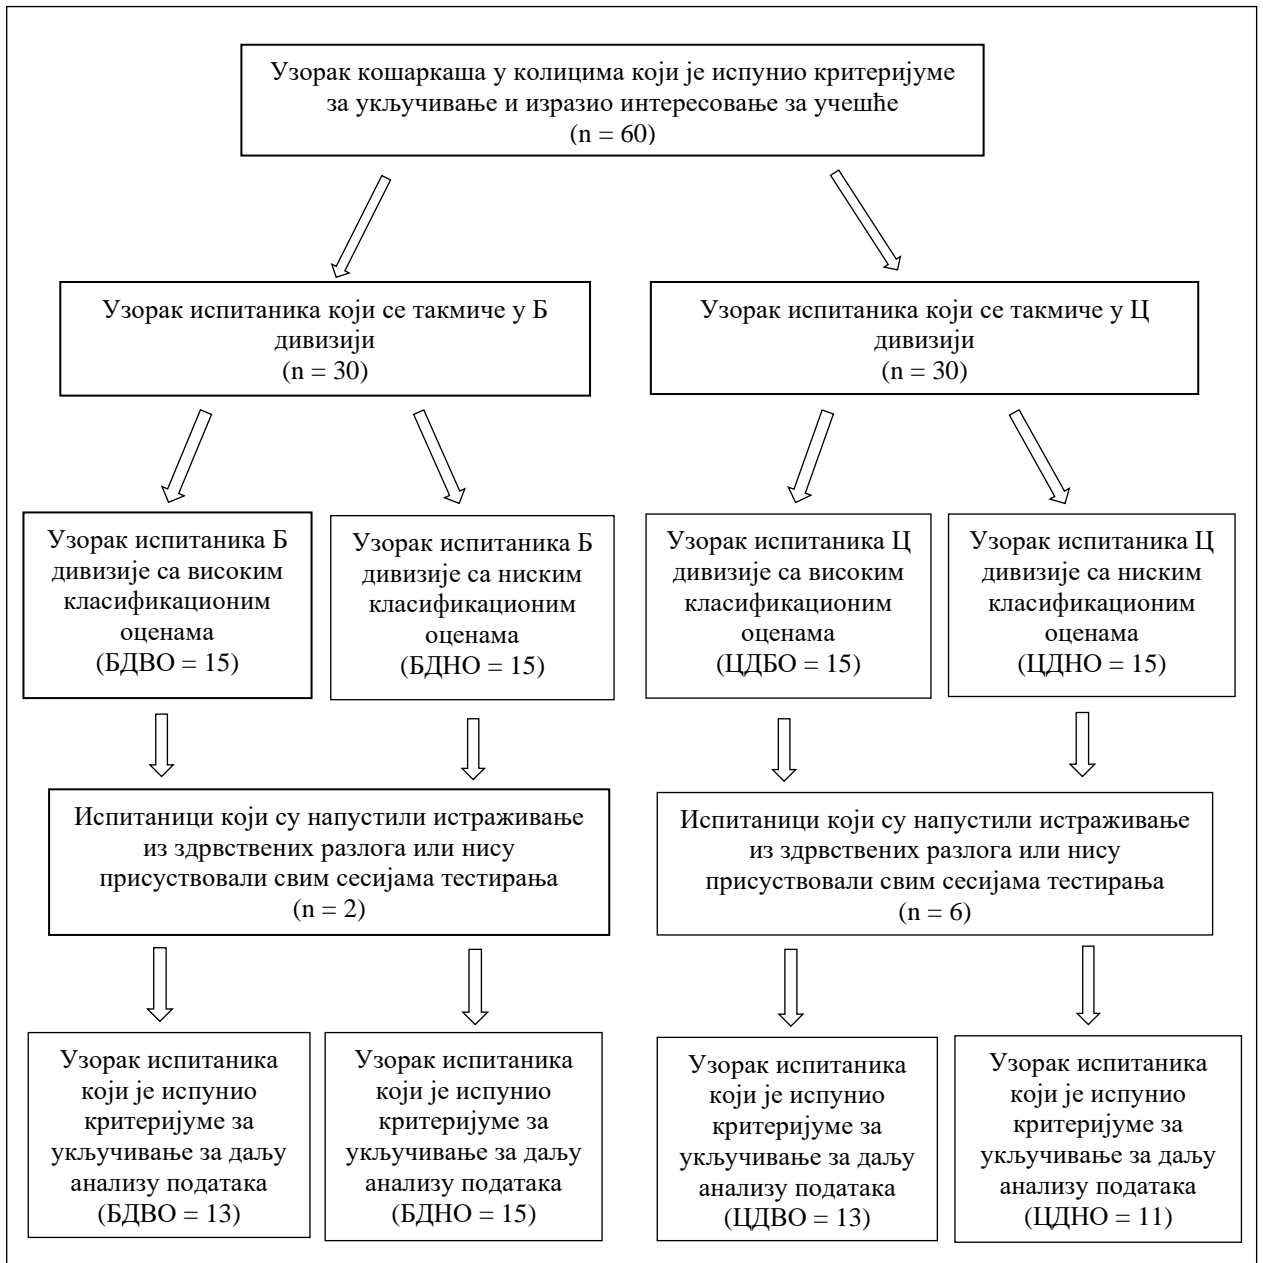 Узорак кошаркаша у колицима који је испунио критеријуме
за укључивање и изразио интересовање за учешће
(n = 60)
Узорак испитаника који се такмиче у Б
дивизији
(n = 30)
Узорак испитаника који се такмиче у Ц
дивизији
(n = 30)
Узорак испитаника Б
дивизије са високим
класификационим
оценама
(БДВО = 15)
Узорак испитаника Б
дивизије са ниским
класификационим
оценама
(БДНО = 15)
Узорак испитаника Ц
дивизије са високим
класификационим
оценама
(ЦДБО = 15)
Узорак испитаника Ц
дивизије са ниским
класификационим
оценама
(ЦДНО = 15)
Испитаници који су напустили истраживање
из здрвствених разлога или нису
присуствовали свим сесијама тестирања
(n = 2)
Испитаници који су напустили истраживање
из здрвствених разлога или нису
присуствовали свим сесијама тестирања
(n = 6)
Узорак испитаника
који је испунио
критеријуме за
укључивање за даљу
анализу података
(БДВО = 13)
Узорак испитаника
који је испунио
критеријуме за
укључивање за даљу
анализу података
(БДНО = 15)
Узорак испитаника
који је испунио
критеријуме за
укључивање за даљу
анализу података
(ЦДВО = 13)
Узорак испитаника
који је испунио
критеријуме за
укључивање за даљу
анализу података
(ЦДНО = 11)